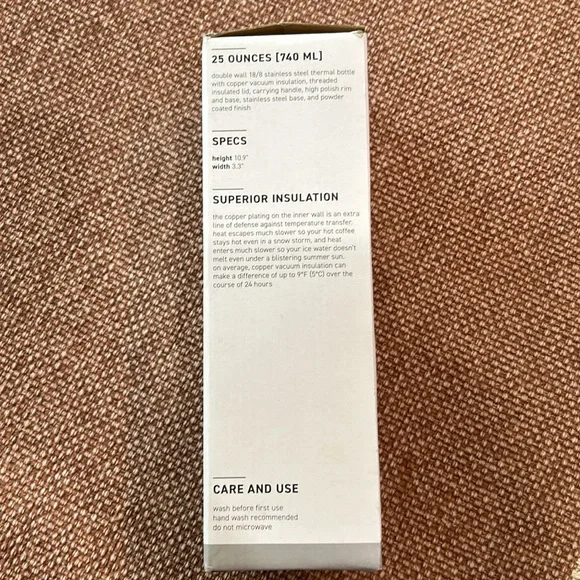 25 OUNCES [740 ML]
double wall 18/8 stainless steel thermal bottle
with copper vacuum insulation, threaded
insulated lid, carrying handle, high polish rim
and base, stainless steel base, and powder
coated finish
SPECS
height 10.9"
width 3.3"
SUPERIOR INSULATION
the copper plating on the inner wall is an extra
line of defense against temperature transfer.
heat escapes much slower so your hot coffee
stays hot even in a snow storm, and heat
enters much slower so your ice water doesn't
melt even under a blistering summer sun.
on average, copper vacuum insulation can
make a difference of up to 9°F (5°C) over the
course of 24 hours
CARE AND USE
wash before first use
hand wash recommended
do not microwave